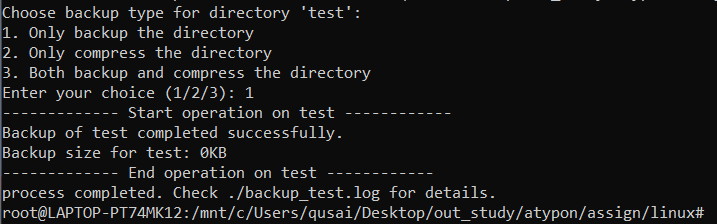 Choose backup type for directory 'test':
1. Only backup the directory
2. Only compress the directory
3. Both backup and compress the directory
Enter your choice (1/2/3): 1
------------- Start operation on test ------------
Backup of test completed successfully.
Backup size for test: 0KB
------------- End operation on test ------------
process completed. Check ./backup_test.log for details.
root@LAPTOP-PT74MK12:/mnt/c/Users/qusai/Desktop/out_study/atypon/assign/linux#